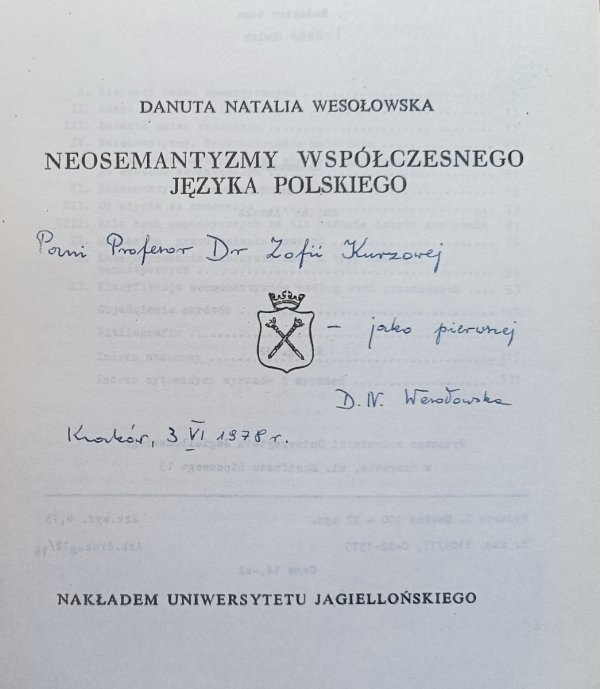 DANUTA NATALIA WESOŁOWSKA
NEOSEMANTYZMY WSPÓŁCZESNEGO
JĘZYKA POLSKIEGO
Pani Profesor Dr Zofii Kurzowej
– jako pierwszej
D. N. Wesołowska
Kraków, 3 VI 1978 r.
NAKŁADEM UNIWERSYTETU JAGIELLOŃSKIEGO